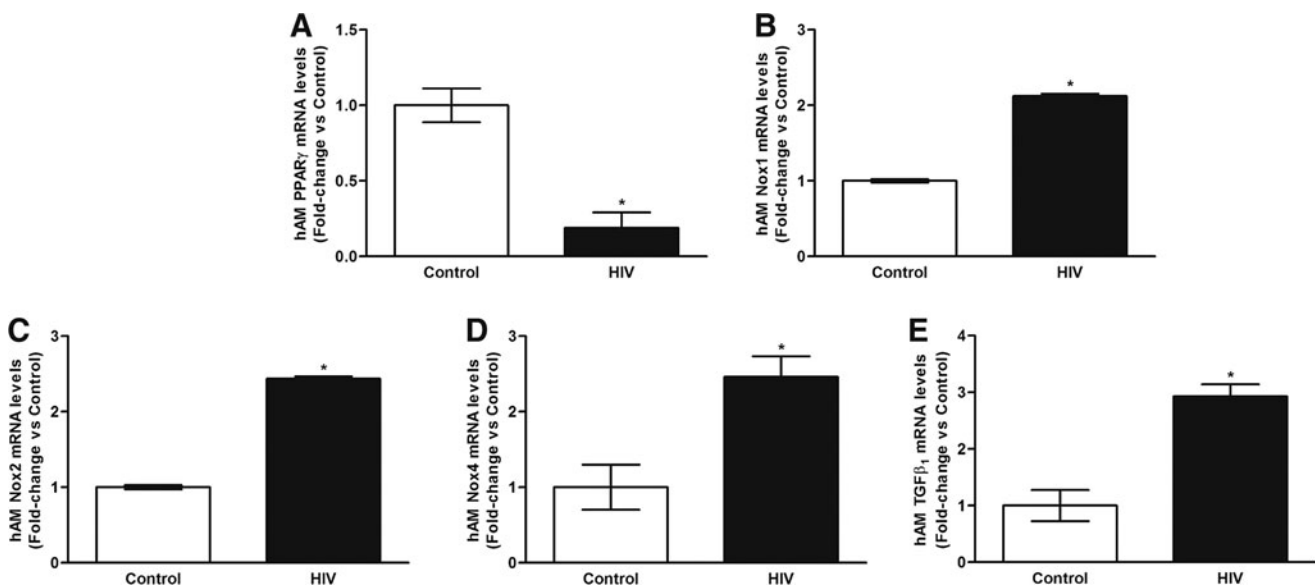 A
hAM PPARγ mRNA levels
(Fold-change vs Control)
1.5
1.0
0.5
0.0
*
Control HIV
B
hAM Nox1 mRNA levels
(Fold-change vs Control)
3
2
1
0
*
Control HIV
C
hAM Nox2 mRNA levels
(Fold-change vs Control)
3
2
1
0
*
Control HIV
D
hAM Nox4 mRNA levels
(Fold-change vs Control)
3
2
1
0
*
Control HIV
E
hAM TGFβ₁ mRNA levels
(Fold-change vs Control)
4
3
2
1
0
*
Control HIV